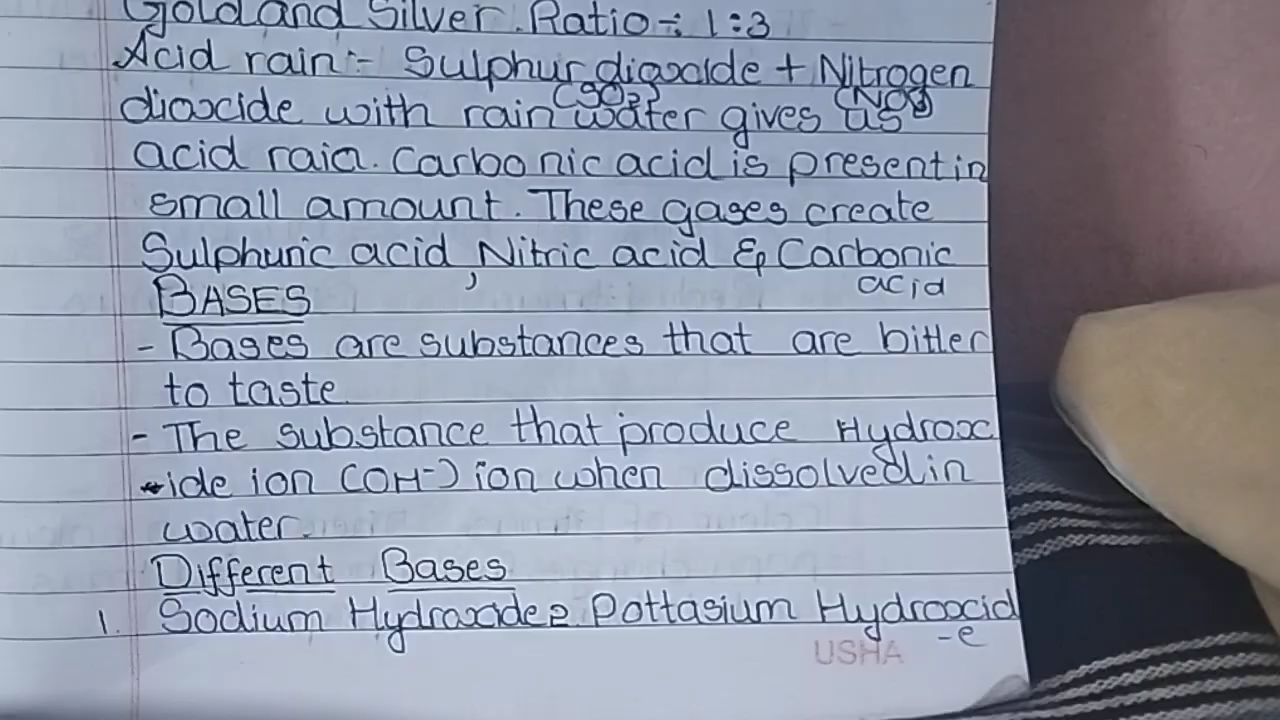 Gold and Silver. Ratio ÷ 1:3
Acid rain:- Sulphur dioxide + Nitrogen
(SO2) (NO2)
dioxide with rain water gives us
acid rain. Carbonic acid is present in
small amount. These gases create
Sulphuric acid, Nitric acid & Carbonic
acid
BASES
- Bases are substances that are bitter
to taste.
- The substance that produce Hydrox
-ide ion (OH-) ion when dissolved in
water.
Different Bases
1. Sodium Hydroxide 2. Pottasium Hydrooxid
-e
USHA